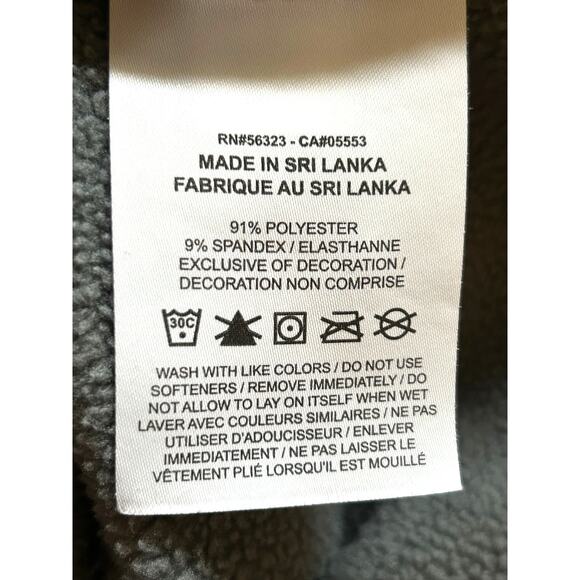 RN#56323 - CA#05553
MADE IN SRI LANKA
FABRIQUE AU SRI LANKA
91% POLYESTER
9% SPANDEX / ELASTHANNE
EXCLUSIVE OF DECORATION /
DECORATION NON COMPRISE
30C
WASH WITH LIKE COLORS / DO NOT USE
SOFTENERS / REMOVE IMMEDIATELY / DO
NOT ALLOW TO LAY ON ITSELF WHEN WET
LAVER AVEC COULEURS SIMILAIRES / NE PAS
UTILISER D'ADOUCISSEUR / ENLEVER
IMMEDIATEMENT / NE PAS LAISSER LE
VÊTEMENT PLIÉ LORSQU'IL EST MOUILLÉ